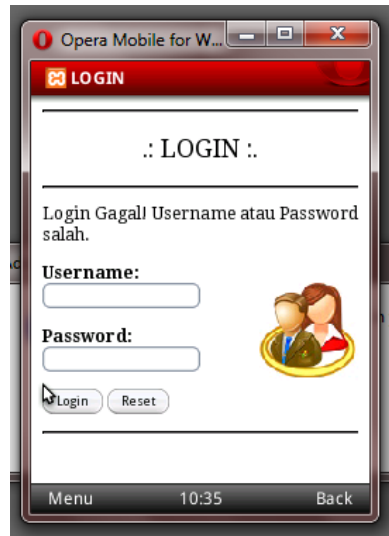 Opera Mobile for W...
LOGIN
.: LOGIN :.
Login Gagal! Username atau Password
salah.
Username:
Password:
Login Reset
Menu 10:35 Back